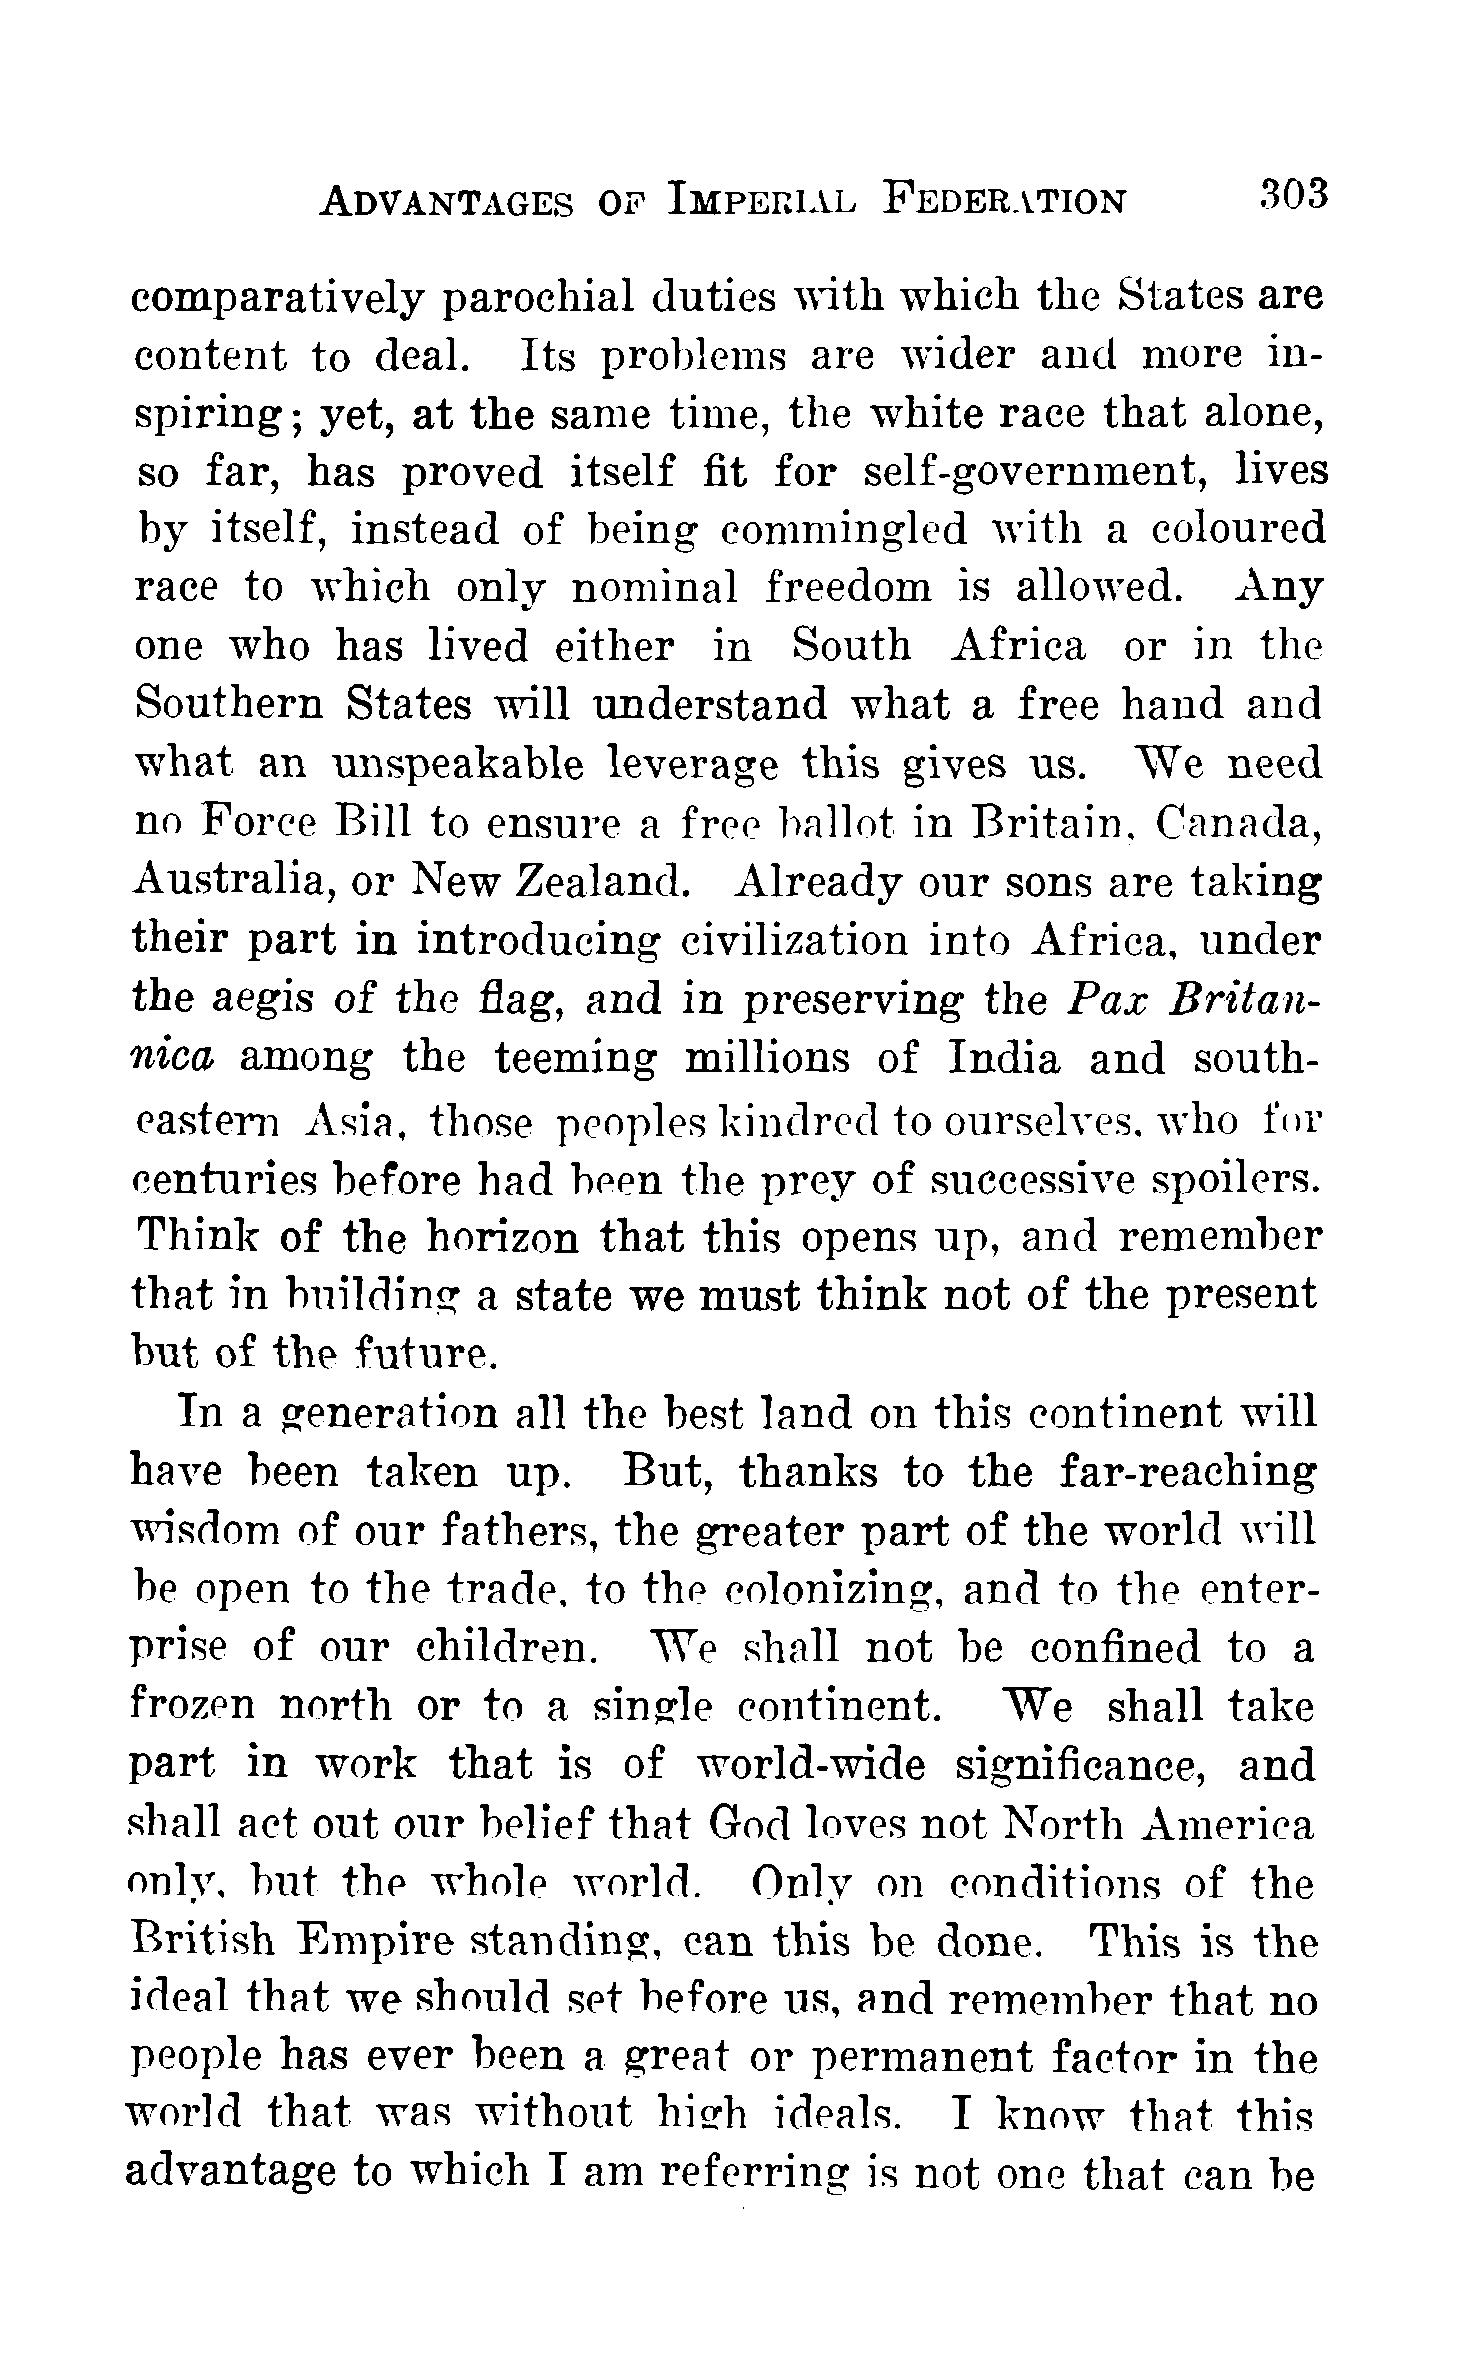 ADVANTAGES OF IMPERIAL FEDERATION 303
comparatively parochial duties with which the States are
content to deal. Its problems are wider and more in-
spiring; yet, at the same time, the white race that alone,
so far, has proved itself fit for self-government, lives
by itself, instead of being commingled with a coloured
race to which only nominal freedom is allowed. Any
one who has lived either in South Africa or in the
Southern States will understand what a free hand and
what an unspeakable leverage this gives us. We need
no Force Bill to ensure a free ballot in Britain, Canada,
Australia, or New Zealand. Already our sons are taking
their part in introducing civilization into Africa, under
the aegis of the flag, and in preserving the Pax Britan-
nica among the teeming millions of India and south-
eastern Asia, those peoples kindred to ourselves, who for
centuries before had been the prey of successive spoilers.
Think of the horizon that this opens up, and remember
that in building a state we must think not of the present
but of the future.
In a generation all the best land on this continent will
have been taken up. But, thanks to the far-reaching
wisdom of our fathers, the greater part of the world will
be open to the trade, to the colonizing, and to the enter-
prise of our children. We shall not be confined to a
frozen north or to a single continent. We shall take
part in work that is of world-wide significance, and
shall act out our belief that God loves not North America
only, but the whole world. Only on conditions of the
British Empire standing, can this be done. This is the
ideal that we should set before us, and remember that no
people has ever been a great or permanent factor in the
world that was without high ideals. I know that this
advantage to which I am referring is not one that can be